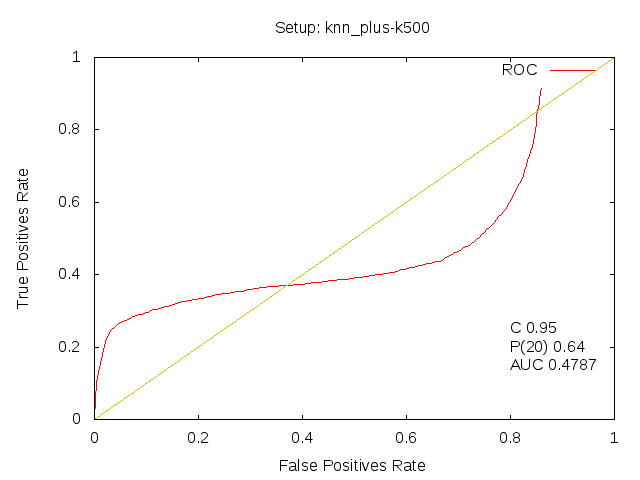 Setup: knn_plus-k500
ROC
1
0.8
0.6
0.4
0.2
0
True Positives Rate
C 0.95
P(20) 0.64
AUC 0.4787
0 0.2 0.4 0.6 0.8 1
False Positives Rate